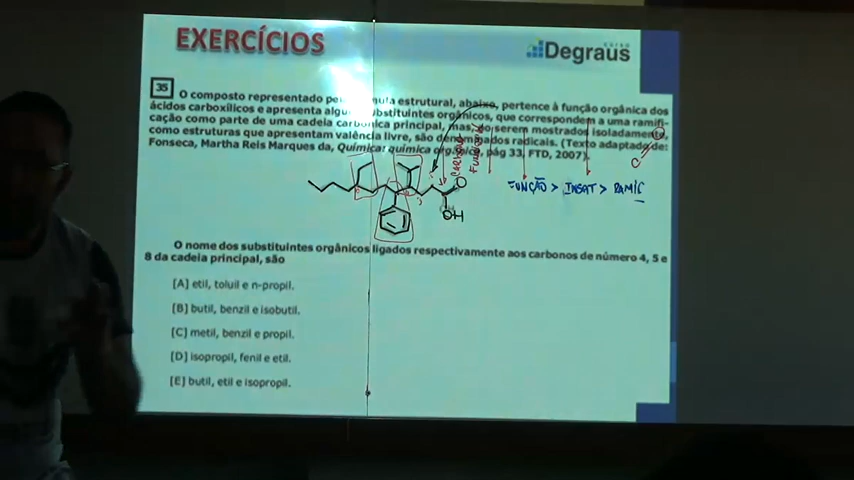 EXERCÍCIOS
curso
Degraus
35 O composto representado pela fórmula estrutural, abaixo, pertence à função orgânica dos
ácidos carboxílicos e apresenta alguns substituintes orgânicos, que correspondem a uma ramifi-
cação como parte de uma cadeia carbônica principal, mas, ao serem mostrados isoladamente,
como estruturas que apresentam valência livre, são denominados radicais. (Texto adaptado de:
Fonseca, Martha Reis Marques da, Química: química orgânica, pág 33, FTD, 2007).
Carbono
Funcional
FUNÇÃO > INSAT > RAMIF
O
OH
O nome dos substituintes orgânicos ligados respectivamente aos carbonos de número 4, 5 e
8 da cadeia principal, são
[A] etil, toluil e n-propil.
[B] butil, benzil e isobutil.
[C] metil, benzil e propil.
[D] isopropil, fenil e etil.
[E] butil, etil e isopropil.